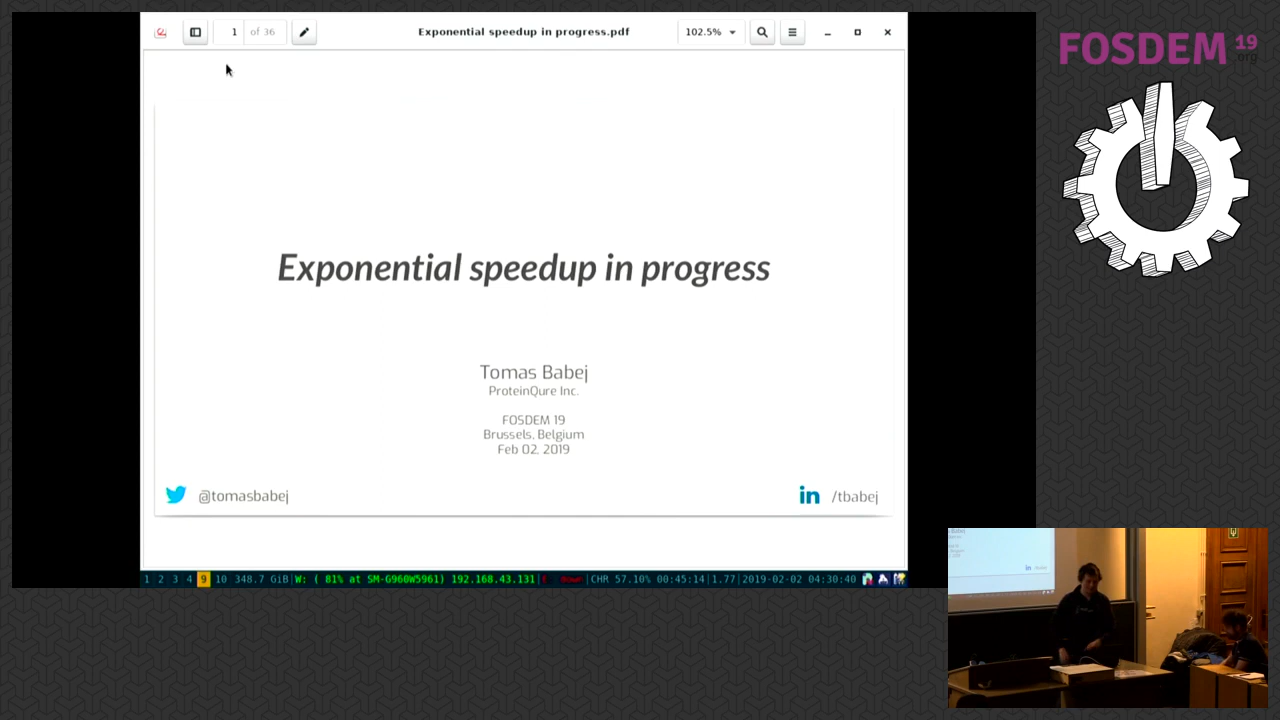 1 of 36 Exponential speedup in progress.pdf 102.5%
FOSDEM 19
.org
Exponential speedup in progress
Tomas Babej
ProteinQure Inc.
FOSDEM 19
Brussels, Belgium
Feb 02, 2019
@tomasbabej
in /tbabej
1 2 3 4 9 10 348.7 GiB|W: ( 81% at SM-G960W5961) 192.168.43.131|E: down|CHR 57.10% 00:45:14|1.77|2019-02-02 04:30:40